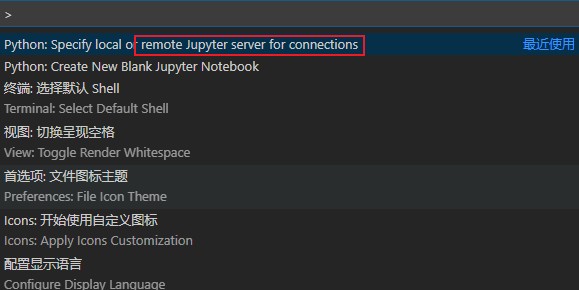 >
Python: Specify local or remote Jupyter server for connections 最近使用
Python: Create New Blank Jupyter Notebook
终端: 选择默认 Shell
Terminal: Select Default Shell
视图: 切换呈现空格
View: Toggle Render Whitespace
首选项: 文件图标主题
Preferences: File Icon Theme
Icons: 开始使用自定义图标
Icons: Apply Icons Customization
配置显示语言
Configure Display Language